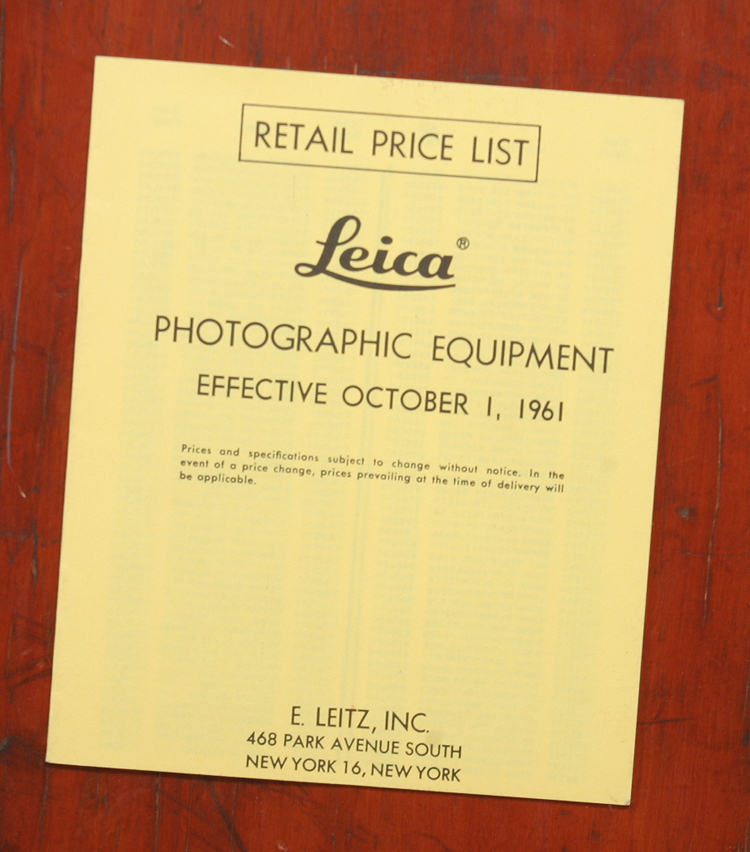 RETAIL PRICE LIST
Leica®
PHOTOGRAPHIC EQUIPMENT
EFFECTIVE OCTOBER 1, 1961
Prices and specifications subject to change without notice. In the
event of a price change, prices prevailing at the time of delivery will
be applicable.
E. LEITZ, INC.
468 PARK AVENUE SOUTH
NEW YORK 16, NEW YORK